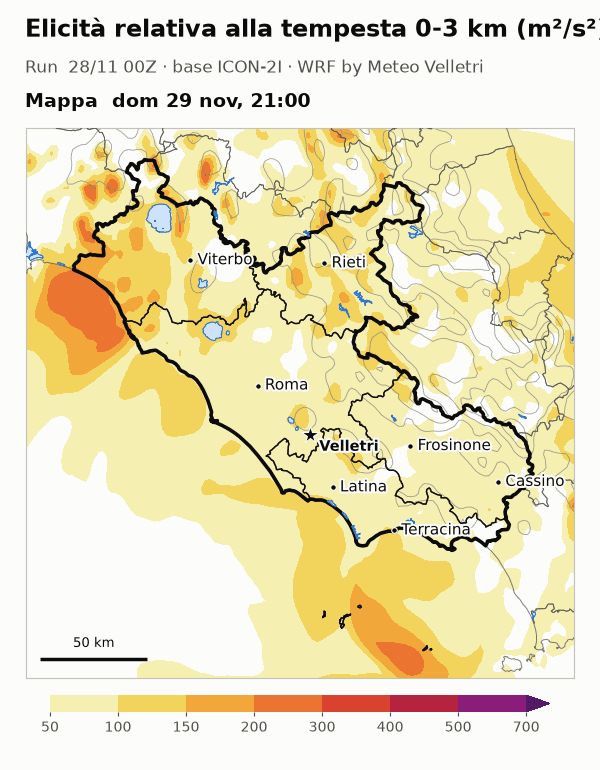 Elicità relativa alla tempesta 0-3 km (m²/s²)
Run 28/11 00Z · base ICON-2I · WRF by Meteo Velletri
Mappa dom 29 nov, 21:00
Viterbo
Rieti
Roma
Velletri
Frosinone
Cassino
Latina
Terracina
50 km
50 100 150 200 300 400 500 700